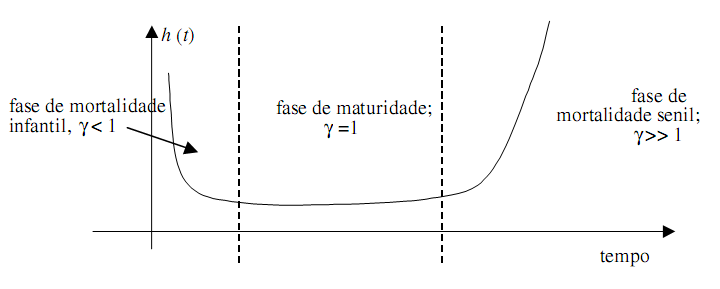 h (t)
fase de mortalidade
infantil, γ< 1
fase de maturidade;
γ =1
fase de
mortalidade senil;
γ>> 1
tempo